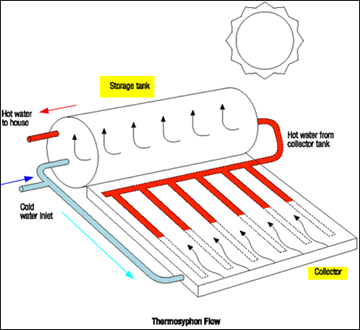 Storage tank
Hot water
to house
Hot water from
collector tank
Cold
water inlet
Collector
Thermosyphon Flow